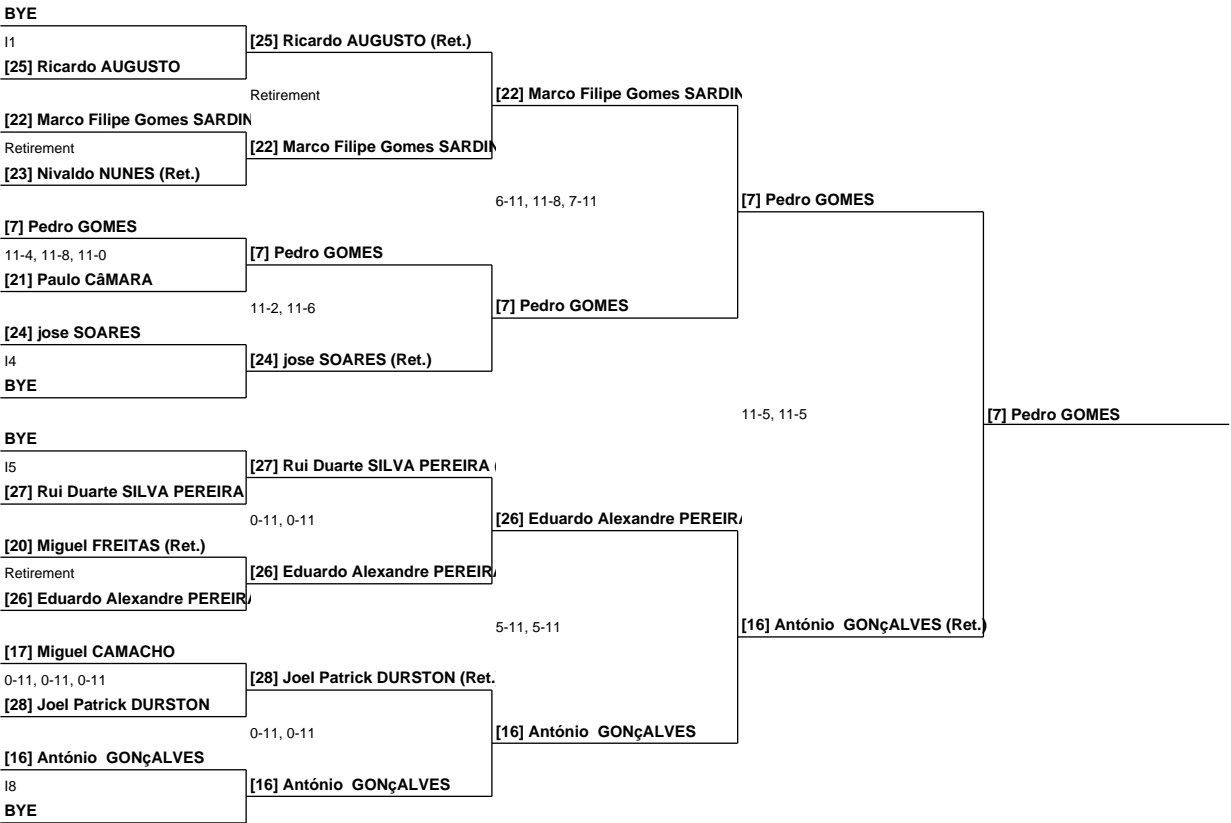 BYE
I1
[25] Ricardo AUGUSTO
[22] Marco Filipe Gomes SARDIN
Retirement
[23] Nivaldo NUNES (Ret.)
[7] Pedro GOMES
11-4, 11-8, 11-0
[21] Paulo CâMARA
[24] jose SOARES
I4
BYE
BYE
I5
[27] Rui Duarte SILVA PEREIRA
[20] Miguel FREITAS (Ret.)
Retirement
[26] Eduardo Alexandre PEREIRA
[17] Miguel CAMACHO
0-11, 0-11, 0-11
[28] Joel Patrick DURSTON
[16] António GONçALVES
I8
BYE
[25] Ricardo AUGUSTO (Ret.)
Retirement
[22] Marco Filipe Gomes SARDIN
[7] Pedro GOMES
11-2, 11-6
[24] jose SOARES (Ret.)
[27] Rui Duarte SILVA PEREIRA (
0-11, 0-11
[26] Eduardo Alexandre PEREIRA
[28] Joel Patrick DURSTON (Ret.
0-11, 0-11
[16] António GONçALVES
[22] Marco Filipe Gomes SARDIN
6-11, 11-8, 7-11
[7] Pedro GOMES
[26] Eduardo Alexandre PEREIRA
5-11, 5-11
[16] António GONçALVES
[7] Pedro GOMES
11-5, 11-5
[16] António GONçALVES (Ret.)
[7] Pedro GOMES